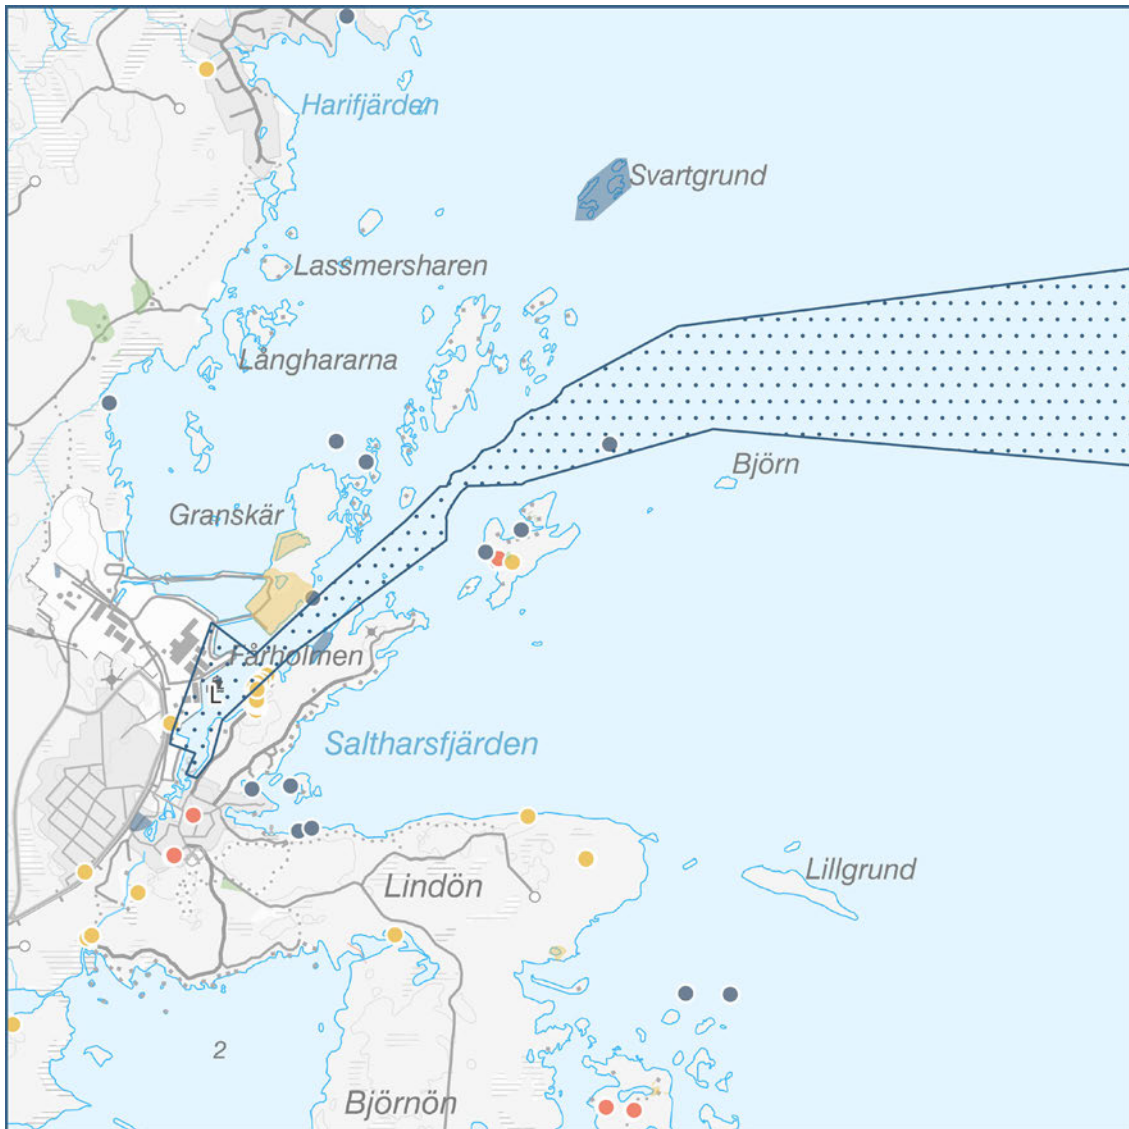 Harifjärden
Svartgrund
Lassmersharen
Långhararna
Björn
Granskär
Fårholmen
L
Saltharsfjärden
Lillgrund
Lindön
2
Björnön